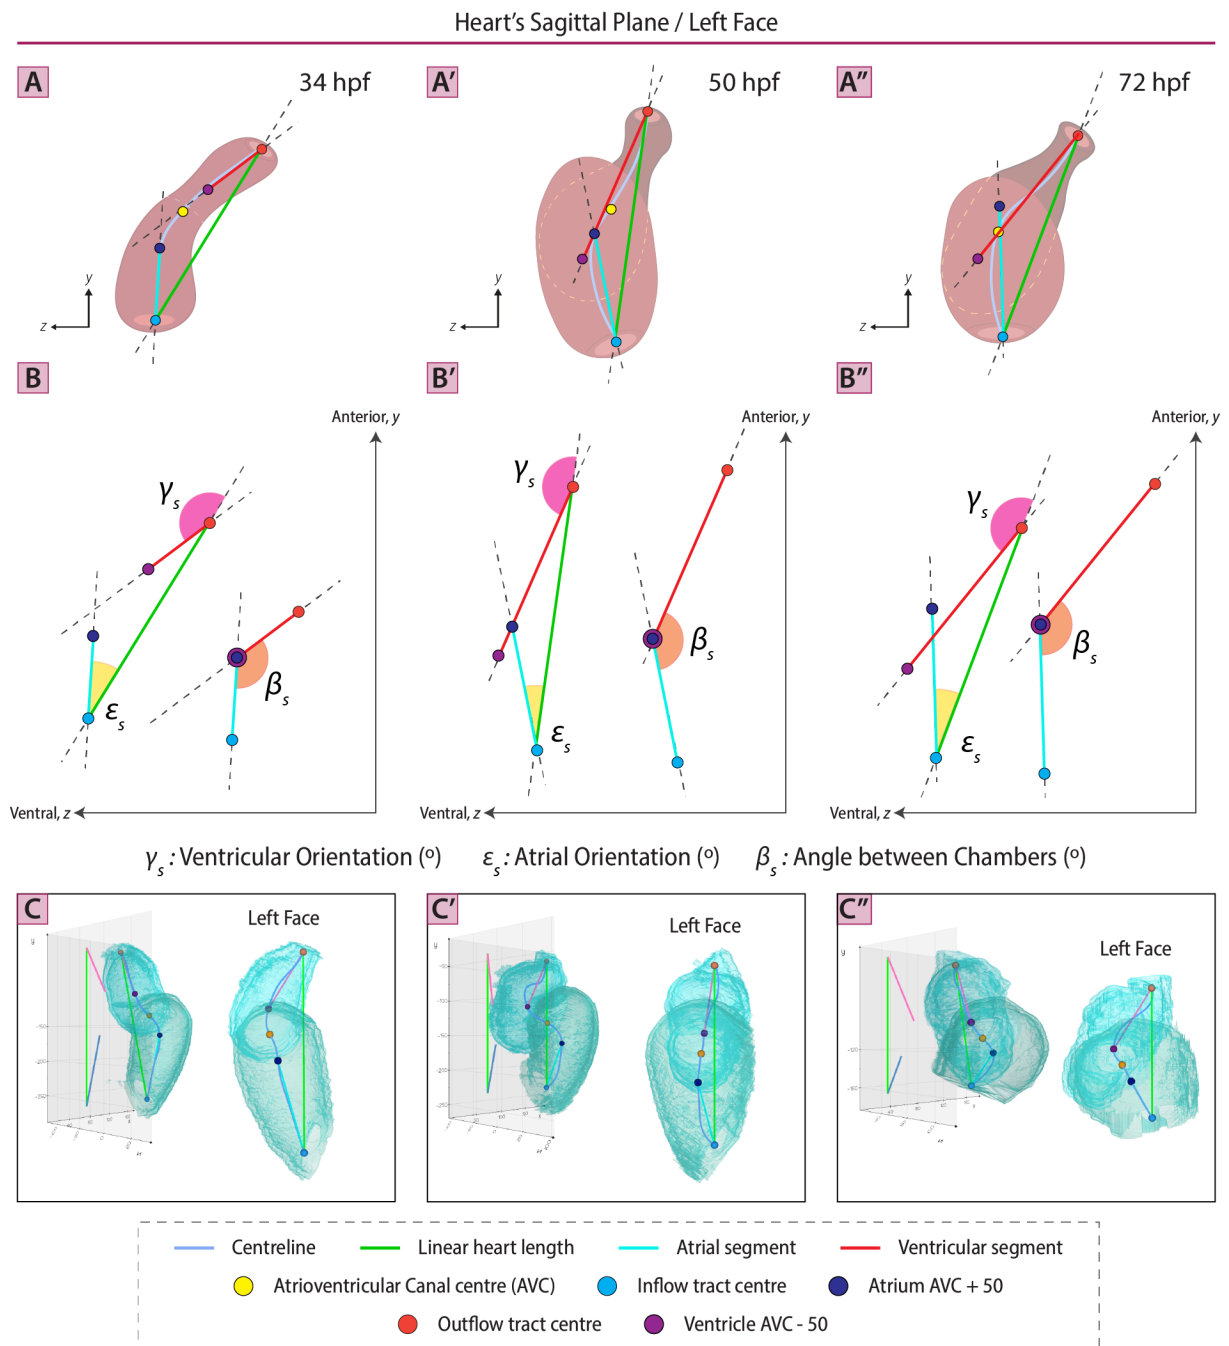 Heart's Sagittal Plane / Left Face
A 34 hpf
A′ 50 hpf
A″ 72 hpf
y
z
y
z
y
z
B
B′
B″
Anterior, y
Anterior, y
Anterior, y
γs
γs
γs
βs
βs
βs
εs
εs
εs
Ventral, z
Ventral, z
Ventral, z
γs : Ventricular Orientation (º) εs : Atrial Orientation (º) βs : Angle between Chambers (º)
C
Left Face
C′
Left Face
C″
Left Face
Centreline Linear heart length Atrial segment Ventricular segment
Atrioventricular Canal centre (AVC) Inflow tract centre Atrium AVC + 50
Outflow tract centre Ventricle AVC - 50